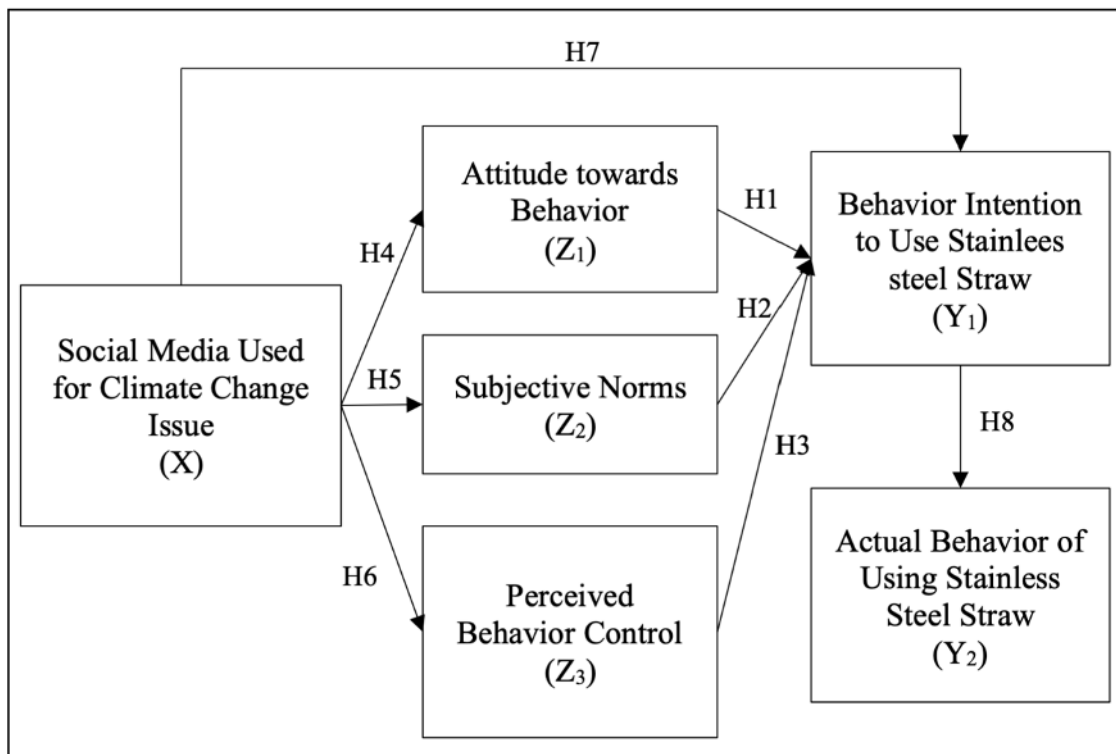 H7
Attitude towards
Behavior
(Z₁)
H1
Behavior Intention
to Use Stainlees
steel Straw
(Y₁)
H4
H2
Social Media Used
for Climate Change
Issue
(X)
H5
Subjective Norms
(Z₂)
H3
H8
H6
Perceived
Behavior Control
(Z₃)
Actual Behavior of
Using Stainless
Steel Straw
(Y₂)